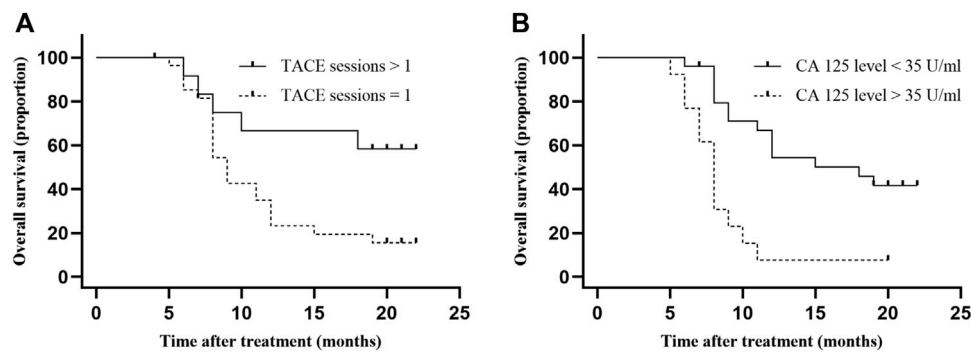 A
Overall survival (proportion)
100
80
60
40
20
0
TACE sessions > 1
TACE sessions = 1
0 5 10 15 20 25
Time after treatment (months)
B
Overall survival (proportion)
100
80
60
40
20
0
CA 125 level < 35 U/ml
CA 125 level > 35 U/ml
0 5 10 15 20 25
Time after treatment (months)